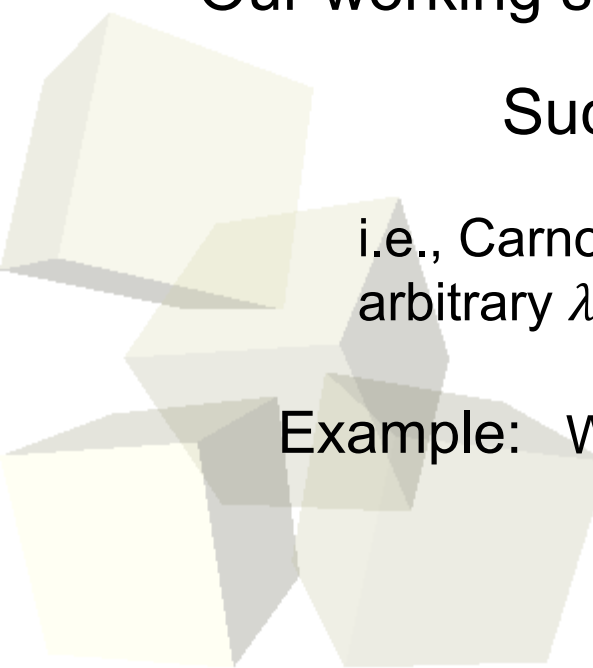 Our working s
Suc
i.e., Carno
arbitrary λ
Example: W